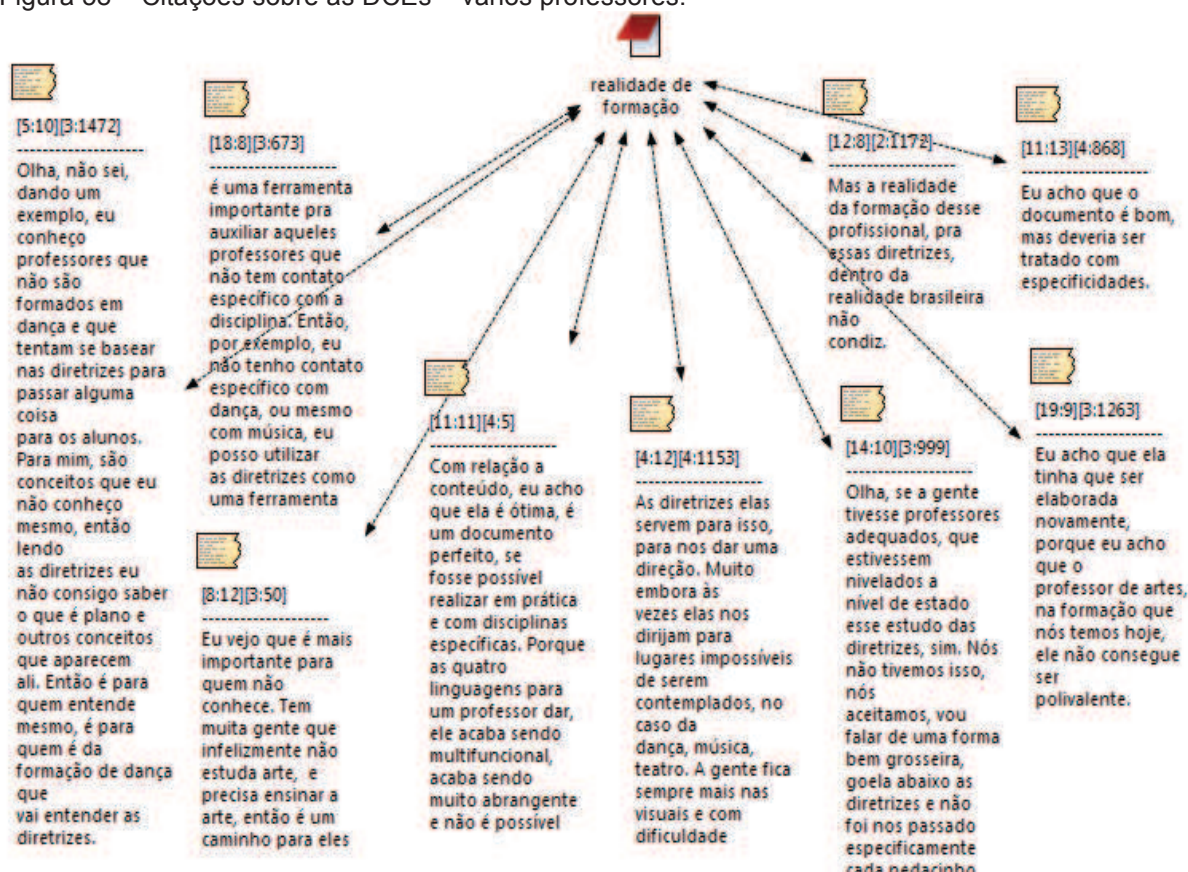 Citações sobre as DCEs – vários professores.
realidade de
formação
[5:10][3:1472]
Olha, não sei,
dando um
exemplo, eu
conheço
professores que
não são
formados em
dança e que
tentam se basear
nas diretrizes para
passar alguma
coisa
para os alunos.
Para mim, são
conceitos que eu
não conheço
mesmo, então
lendo
as diretrizes eu
não consigo saber
o que é plano e
outros conceitos
que aparecem
ali. Então é para
quem entende
mesmo, é para
quem é da
formação de dança
que
vai entender as
diretrizes.
[18:8][3:673]
é uma ferramenta
importante pra
auxiliar aqueles
professores que
não tem contato
específico com a
disciplina. Então,
por exemplo, eu
não tenho contato
específico com
dança, ou mesmo
com música, eu
posso utilizar
as diretrizes como
uma ferramenta
[8:12][3:50]
Eu vejo que é mais
importante para
quem não
conhece. Tem
muita gente que
infelizmente não
estuda arte, e
precisa ensinar a
arte, então é um
caminho para eles
[11:11][4:5]
Com relação a
conteúdo, eu acho
que ela é ótima, é
um documento
perfeito, se
fosse possível
realizar em prática
e com disciplinas
específicas. Porque
as quatro
linguagens para
um professor dar,
ele acaba sendo
multifuncional,
acaba sendo
muito abrangente
e não é possível
[4:12][4:1153]
As diretrizes elas
servem para isso,
para nos dar uma
direção. Muito
embora às
vezes elas nos
dirijam para
lugares impossíveis
de serem
contemplados, no
caso da
dança, música,
teatro. A gente fica
sempre mais nas
visuais e com
dificuldade
[12:8][2:1172]
Mas a realidade
da formação desse
profissional, pra
essas diretrizes,
dentro da
realidade brasileira
não
condiz.
[14:10][3:999]
Olha, se a gente
tivesse professores
adequados, que
estivessem
nivelados a
nível de estado
esse estudo das
diretrizes, sim. Nós
não tivemos isso,
nós
aceitamos, vou
falar de uma forma
bem grosseira,
goela abaixo as
diretrizes e não
foi nos passado
especificamente
cada pedacinho
[11:13][4:868]
Eu acho que o
documento é bom,
mas deveria ser
tratado com
especificidades.
[19:9][3:1263]
Eu acho que ela
tinha que ser
elaborada
novamente,
porque eu acho
que o
professor de artes,
na formação que
nós temos hoje,
ele não consegue
ser
polivalente.